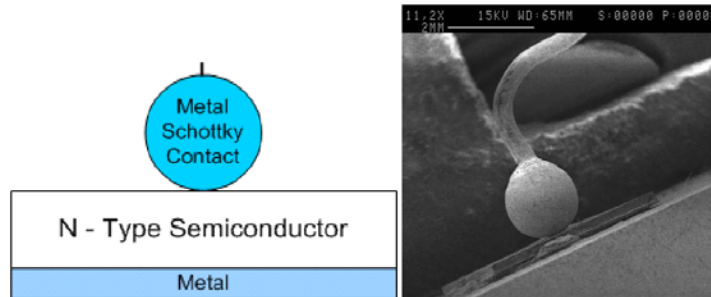 Metal
Schottky
Contact
N - Type Semiconductor
Metal
11,2X 15KV WD:65MM S:00000 P:0000
2MM